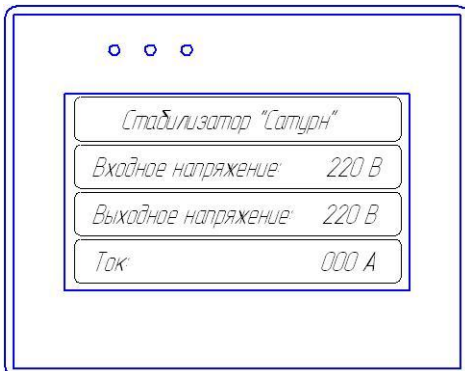 Стабилизатор "Сатурн"
Входное напряжение: 220 В
Выходное напряжение: 220 В
Ток: 000 А